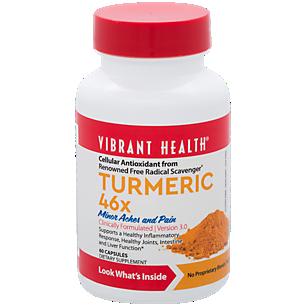 VIBRANT HEALTH®
Cellular Antioxidant from
Renowned Free Radical Scavenger*
TURMERIC
46x
Minor Aches and Pain
Clinically Formulated | Version 3.0
Supports a Healthy Inflammatory
Response, Healthy Joints, Intestine
and Liver Function*
60 CAPSULES
DIETARY SUPPLEMENT
Look What's Inside
No Proprietary